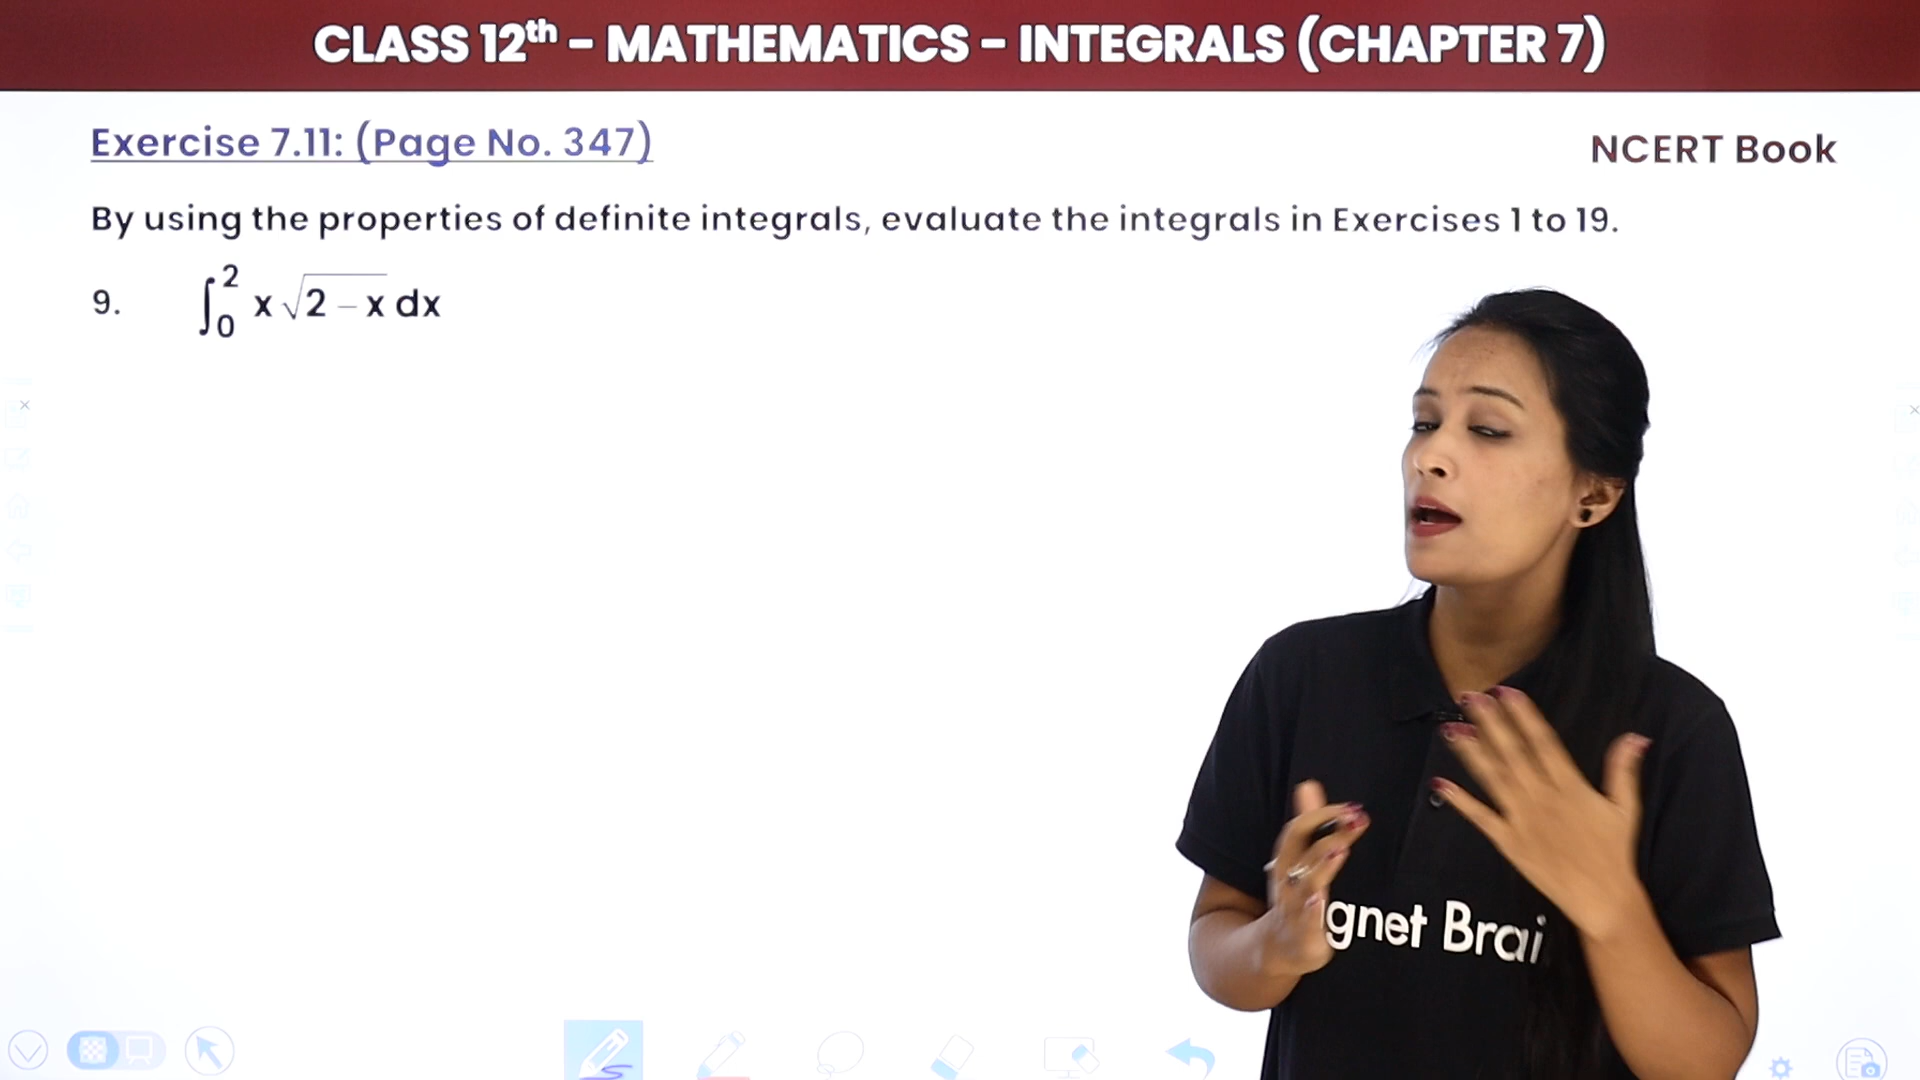 CLASS 12th - MATHEMATICS - INTEGRALS (CHAPTER 7)
Exercise 7.11: (Page No. 347)
NCERT Book
By using the properties of definite integrals, evaluate the integrals in Exercises 1 to 19.
9. ∫₀² x √(2 – x) dx
gnet Brai